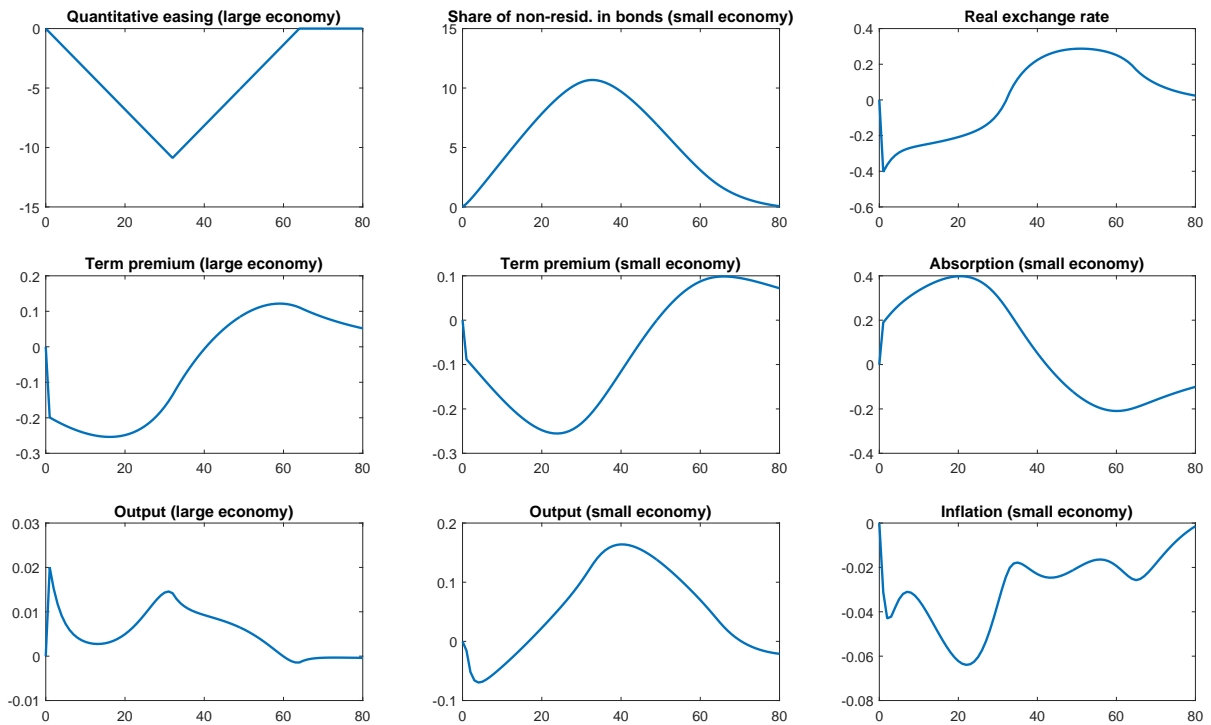 Quantitative easing (large economy)
0
-5
-10
-15
0 20 40 60 80
Share of non-resid. in bonds (small economy)
15
10
5
0
0 20 40 60 80
Real exchange rate
0.4
0.2
0
-0.2
-0.4
-0.6
0 20 40 60 80
Term premium (large economy)
0.2
0.1
0
-0.1
-0.2
-0.3
0 20 40 60 80
Term premium (small economy)
0.1
0
-0.1
-0.2
-0.3
0 20 40 60 80
Absorption (small economy)
0.4
0.2
0
-0.2
-0.4
0 20 40 60 80
Output (large economy)
0.03
0.02
0.01
0
-0.01
0 20 40 60 80
Output (small economy)
0.2
0.1
0
-0.1
0 20 40 60 80
Inflation (small economy)
0
-0.02
-0.04
-0.06
-0.08
0 20 40 60 80